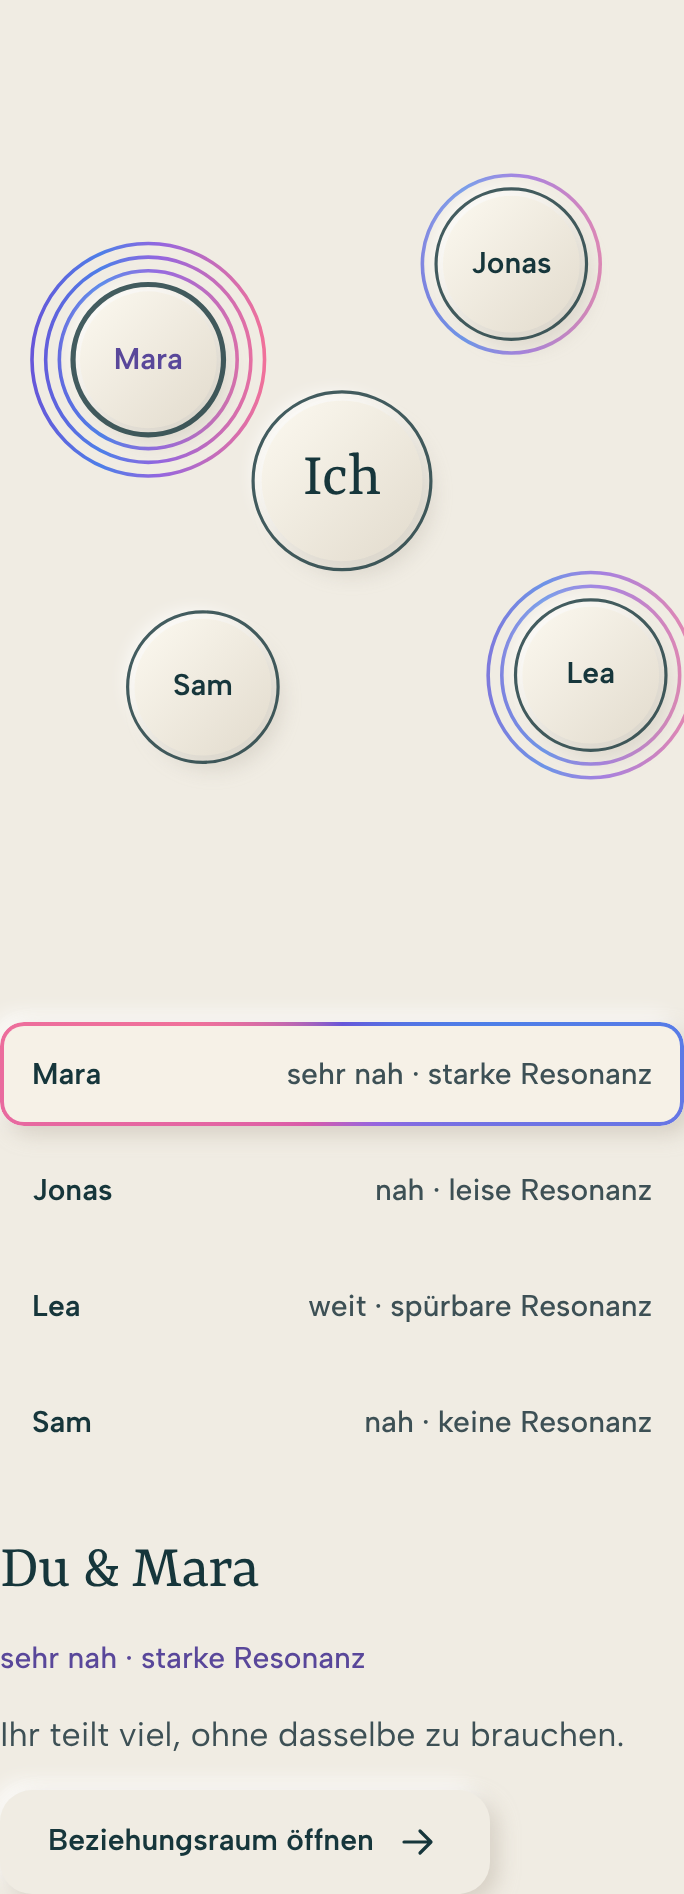 Jonas
Mara
Ich
Lea
Sam
Mara sehr nah · starke Resonanz
Jonas nah · leise Resonanz
Lea weit · spürbare Resonanz
Sam nah · keine Resonanz
Du & Mara
sehr nah · starke Resonanz
Ihr teilt viel, ohne dasselbe zu brauchen.
Beziehungsraum öffnen →